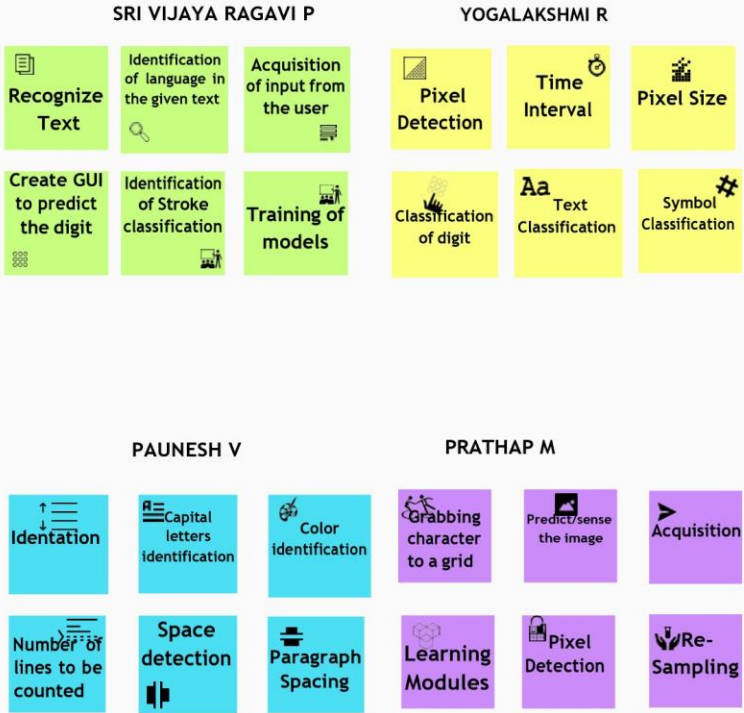 SRI VIJAYA RAGAVI P
Recognize
Text
Identification
of language in
the given text
Acquisition
of input from
the user
Create GUI
to predict
the digit
Identification
of Stroke
classification
Training of
models
YOGALAKSHMI R
Pixel
Detection
Time
Interval
Pixel Size
Classification
of digit
Aa
Text
Classification
Symbol
Classification
PAUNESH V
Identation
Capital
letters
identification
Color
identification
Number of
lines to be
counted
Space
detection
Paragraph
Spacing
PRATHAP M
Grabbing
character
to a grid
Predict/sense
the image
Acquisition
Learning
Modules
Pixel
Detection
Re-
Sampling